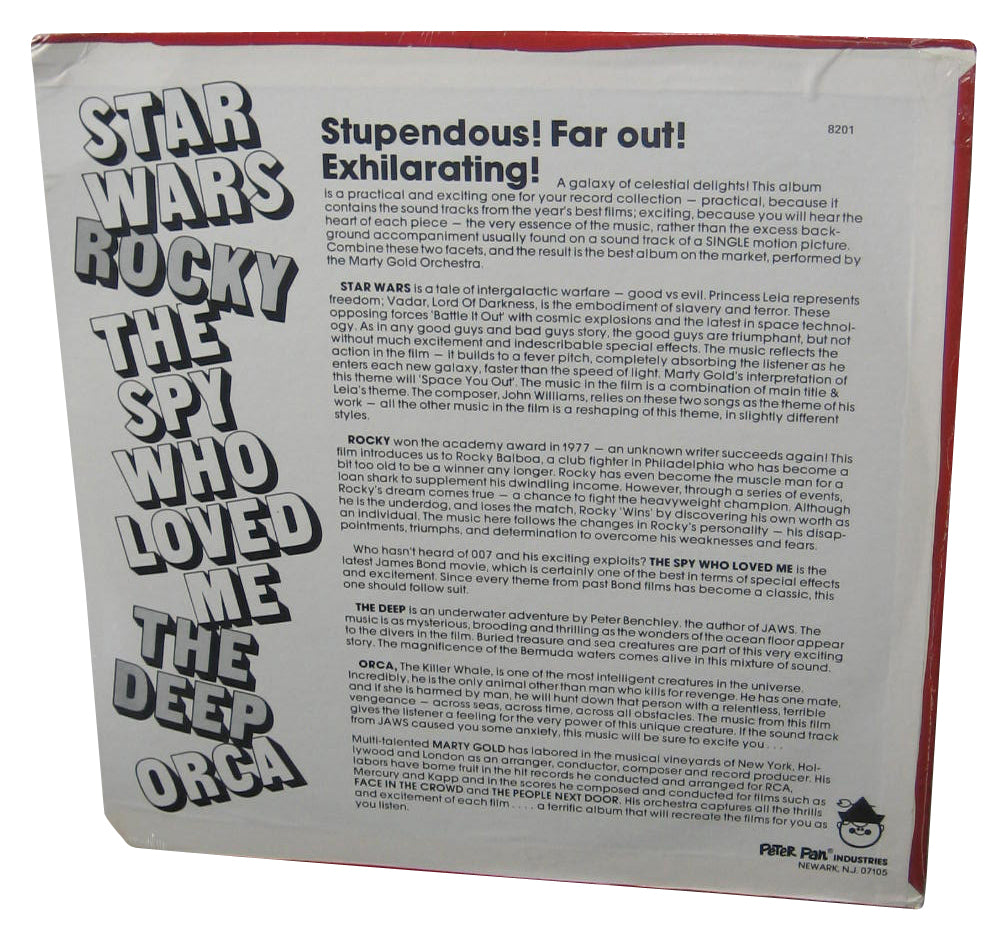 STAR
WARS
ROCKY
THE
SPY
WHO
LOVED
ME
THE
DEEP
ORCA
8201
Stupendous! Far out!
Exhilarating! A galaxy of celestial delights! This album
is a practical and exciting one for your record collection — practical, because it
contains the sound tracks from the year's best films; exciting, because you will hear the
heart of each piece — the very essence of the music, rather than the excess back-
ground accompaniment usually found on a sound track of a SINGLE motion picture.
Combine these two facets, and the result is the best album on the market, performed by
the Marty Gold Orchestra.
STAR WARS is a tale of intergalactic warfare — good vs evil. Princess Leia represents
freedom; Vadar, Lord Of Darkness, is the embodiment of slavery and terror. These
opposing forces 'Battle It Out' with cosmic explosions and the latest in space technol-
ogy. As in any good guys and bad guys story, the good guys are triumphant, but not
without much excitement and indescribable special effects. The music reflects the
action in the film — it builds to a fever pitch, completely absorbing the listener as he
enters each new galaxy, faster than the speed of light. Marty Gold's interpretation of
this theme will 'Space You Out'. The music in the film is a combination of main title &
Leia's theme. The composer, John Williams, relies on these two songs as the theme of his
work — all the other music in the film is a reshaping of this theme, in slightly different
styles.
ROCKY won the academy award in 1977 — an unknown writer succeeds again! This
film introduces us to Rocky Balboa, a club fighter in Philadelphia who has become a
bit too old to be a winner any longer. Rocky has even become the muscle man for a
loan shark to supplement his dwindling income. However, through a series of events,
Rocky's dream comes true — a chance to fight the heavyweight champion. Although
he is the underdog, and loses the match, Rocky 'Wins' by discovering his own worth as
an individual. The music here follows the changes in Rocky's personality — his disap-
pointments, triumphs, and determination to overcome his weaknesses and fears.
Who hasn't heard of 007 and his exciting exploits? THE SPY WHO LOVED ME is the
latest James Bond movie, which is certainly one of the best in terms of special effects
and excitement. Since every theme from past Bond films has become a classic, this
one should follow suit.
THE DEEP is an underwater adventure by Peter Benchley, the author of JAWS. The
music is as mysterious, brooding and thrilling as the wonders of the ocean floor appear
to the divers in the film. Buried treasure and sea creatures are part of this very exciting
story. The magnificence of the Bermuda waters comes alive in this mixture of sound.
ORCA, The Killer Whale, is one of the most intelligent creatures in the universe.
Incredibly, he is the only animal other than man who kills for revenge. He has one mate,
and if she is harmed by man, he will hunt down that person with a relentless, terrible
vengeance — across seas, across time, across all obstacles. The music from this film
gives the listener a feeling for the very power of this unique creature. If the sound track
from JAWS caused you some anxiety, this music will be sure to excite you . . .
Multi-talented MARTY GOLD has labored in the musical vineyards of New York, Hol-
lywood and London as an arranger, conductor, composer and record producer. His
labors have borne fruit in the hit records he conducted and arranged for RCA,
Mercury and Kapp and in the scores he composed and conducted for films such as
FACE IN THE CROWD and THE PEOPLE NEXT DOOR. His orchestra captures all the thrills
and excitement of each film . . . . a terrific album that will recreate the films for you as
you listen.
PETER PAN® INDUSTRIES
NEWARK, N.J. 07105